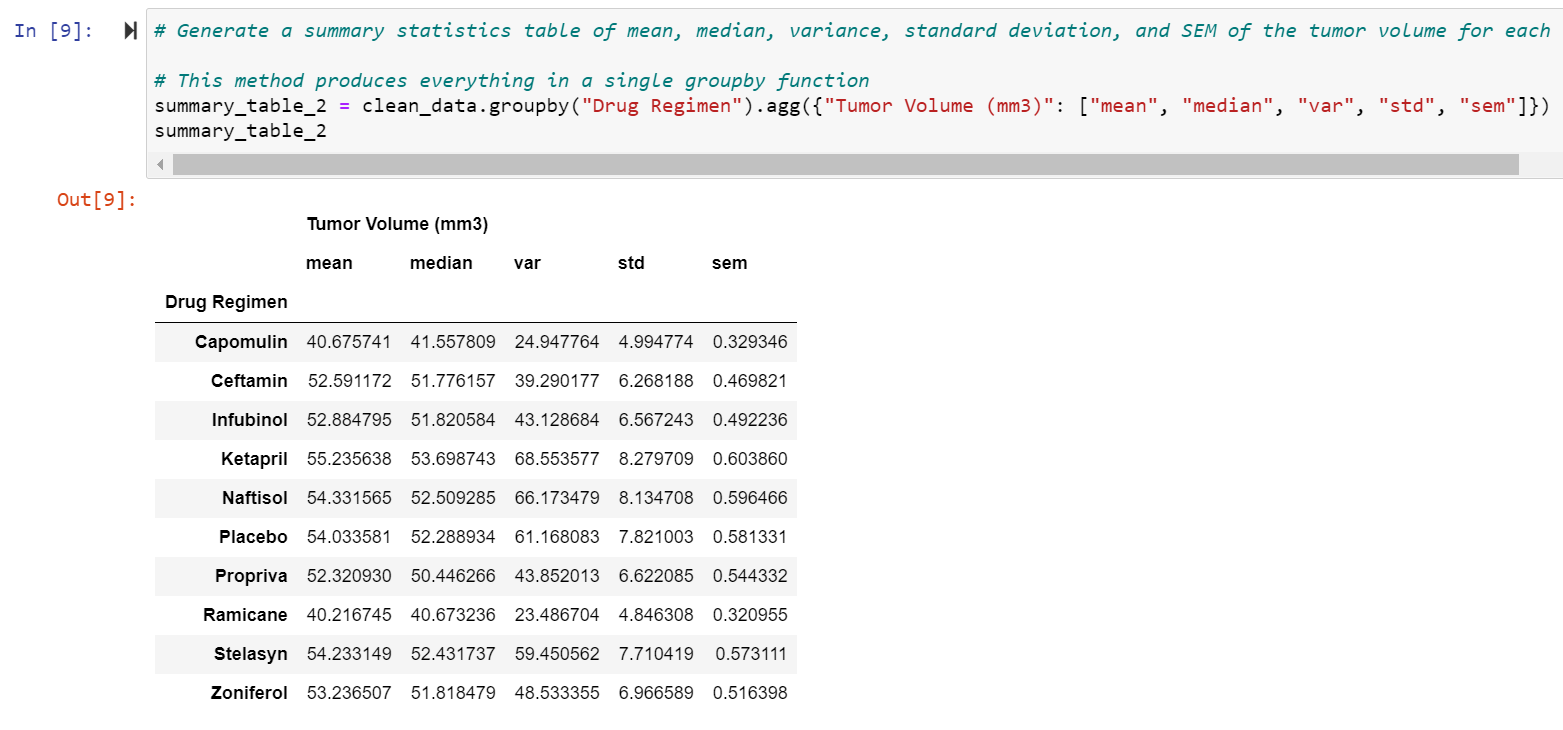 In [9]:
# Generate a summary statistics table of mean, median, variance, standard deviation, and SEM of the tumor volume for each
# This method produces everything in a single groupby function
summary_table_2 = clean_data.groupby("Drug Regimen").agg({"Tumor Volume (mm3)": ["mean", "median", "var", "std", "sem"]})
summary_table_2
Out[9]:
Tumor Volume (mm3)
mean median var std sem
Drug Regimen
Capomulin 40.675741 41.557809 24.947764 4.994774 0.329346
Ceftamin 52.591172 51.776157 39.290177 6.268188 0.469821
Infubinol 52.884795 51.820584 43.128684 6.567243 0.492236
Ketapril 55.235638 53.698743 68.553577 8.279709 0.603860
Naftisol 54.331565 52.509285 66.173479 8.134708 0.596466
Placebo 54.033581 52.288934 61.168083 7.821003 0.581331
Propriva 52.320930 50.446266 43.852013 6.622085 0.544332
Ramicane 40.216745 40.673236 23.486704 4.846308 0.320955
Stelasyn 54.233149 52.431737 59.450562 7.710419 0.573111
Zoniferol 53.236507 51.818479 48.533355 6.966589 0.516398